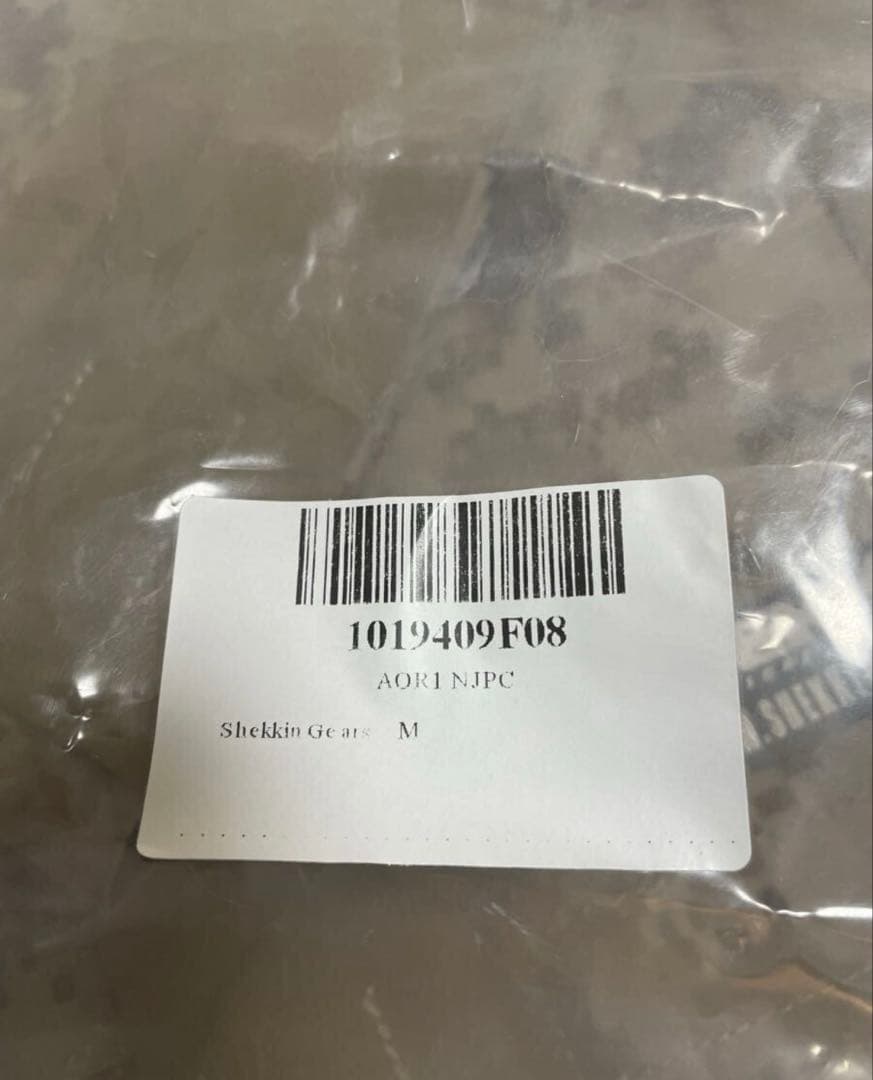 1019409F08
AOR1 NJPC
Shekkin Gears M